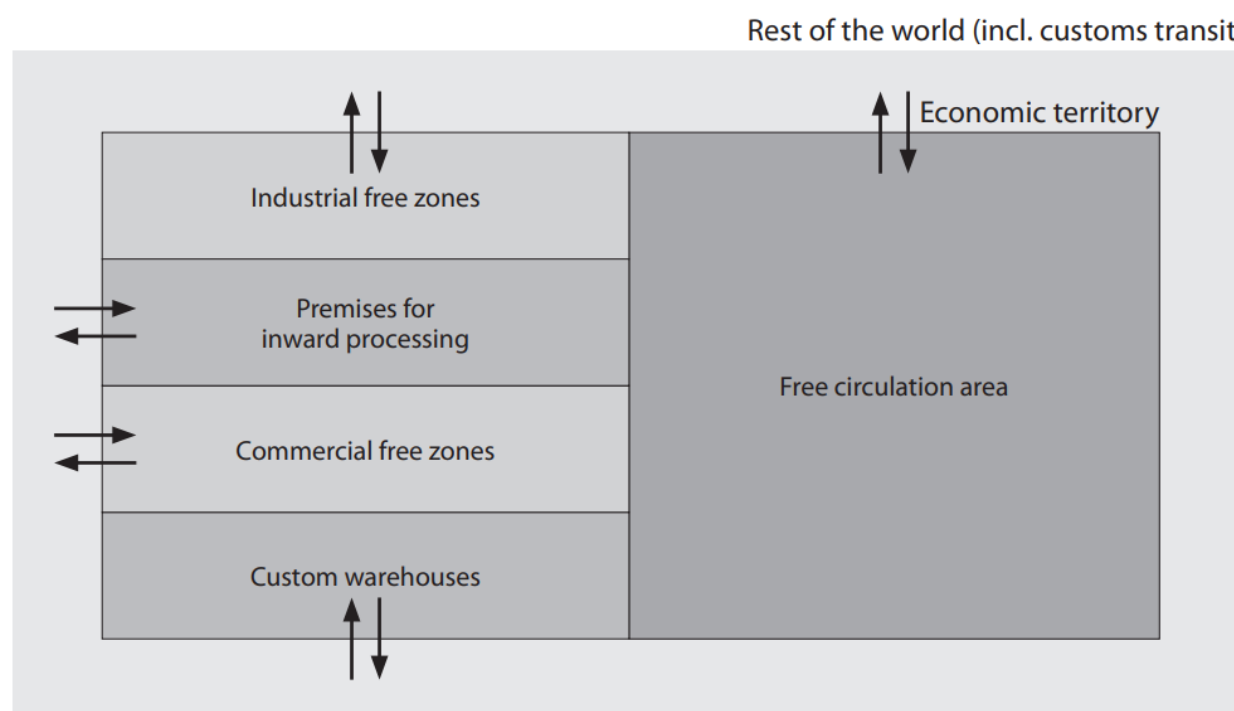 Rest of the world (incl. customs transit
Economic territory
Industrial free zones
Premises for
inward processing
Free circulation area
Commercial free zones
Custom warehouses